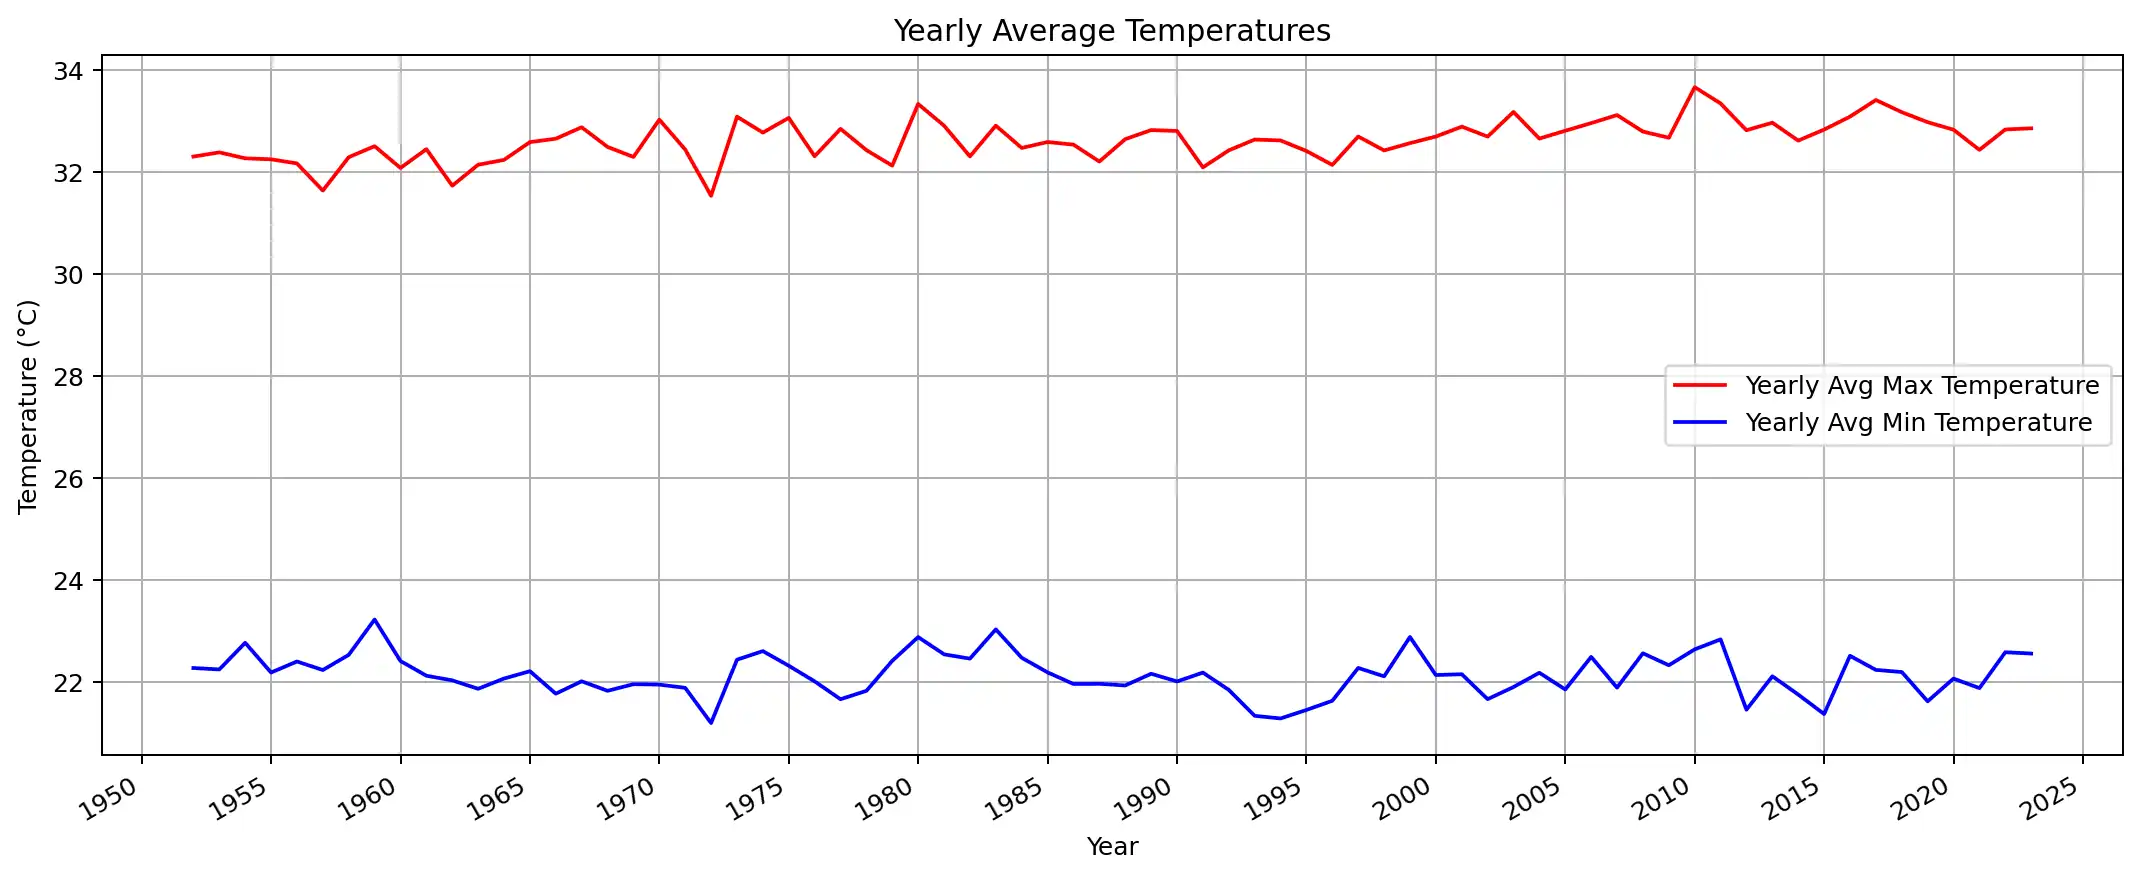 Yearly Average Temperatures
34
32
30
28
26
24
22
Temperature (°C)
Yearly Avg Max Temperature
Yearly Avg Min Temperature
1950 1955 1960 1965 1970 1975 1980 1985 1990 1995 2000 2005 2010 2015 2020 2025
Year